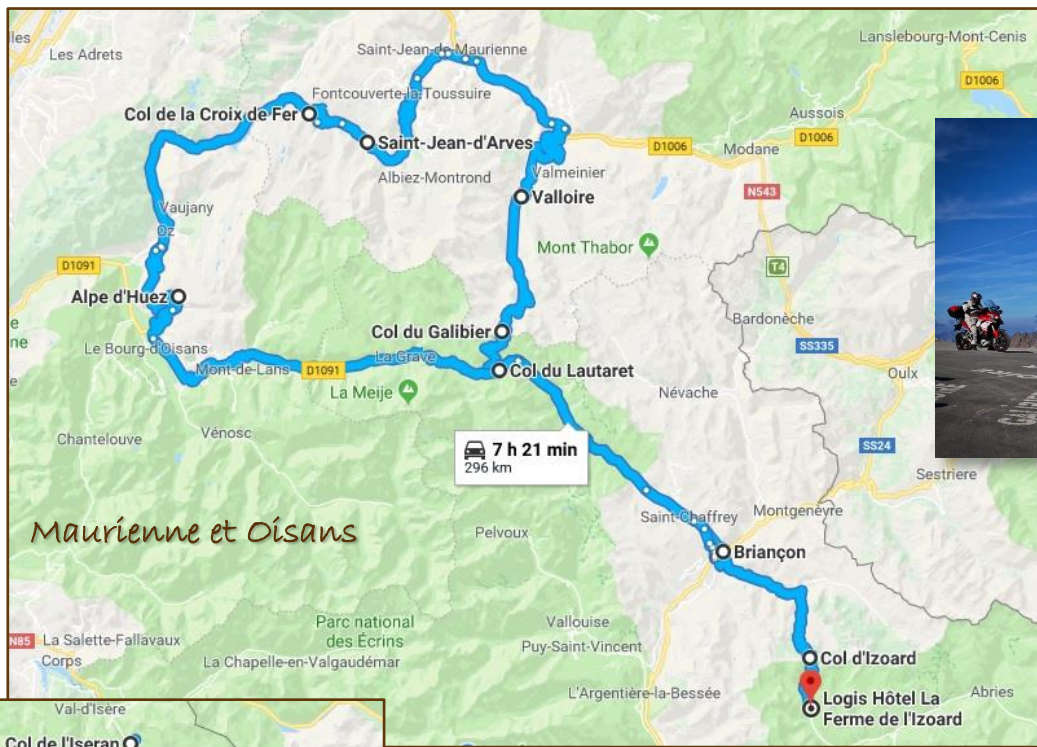 les
Les Adrets
Saint-Jean-de-Maurienne
Lanslebourg-Mont-Cenis
D1006
Fontcouverte-la-Toussuire
Col de la Croix de Fer
Aussois
D1006
Saint-Jean-d'Arves
D1006
Modane
Albiez-Montrond
Valmeinier
N543
Valloire
Vaujany
Oz
Mont Thabor
D1091
T4
Alpe d'Huez
Bardonèche
Col du Galibier
SS335
Le Bourg-d'Oisans
La Grave
Mont-de-Lans
D1091
Col du Lautaret
Oulx
La Meije
Névache
Chantelouve
Vénosc
7 h 21 min
296 km
SS24
Sestriere
Saint-Chaffrey
Montgenèvre
Maurienne et Oisans
Pelvoux
Briançon
Parc national
des Écrins
Vallouise
N85
La Salette-Fallavaux
Corps
La Chapelle-en-Valgaudémar
Puy-Saint-Vincent
Col d'Izoard
L'Argentière-la-Bessée
Abries
Logis Hôtel La
Ferme de l'Izoard
Val-d'Isère
Col de l'Iseran